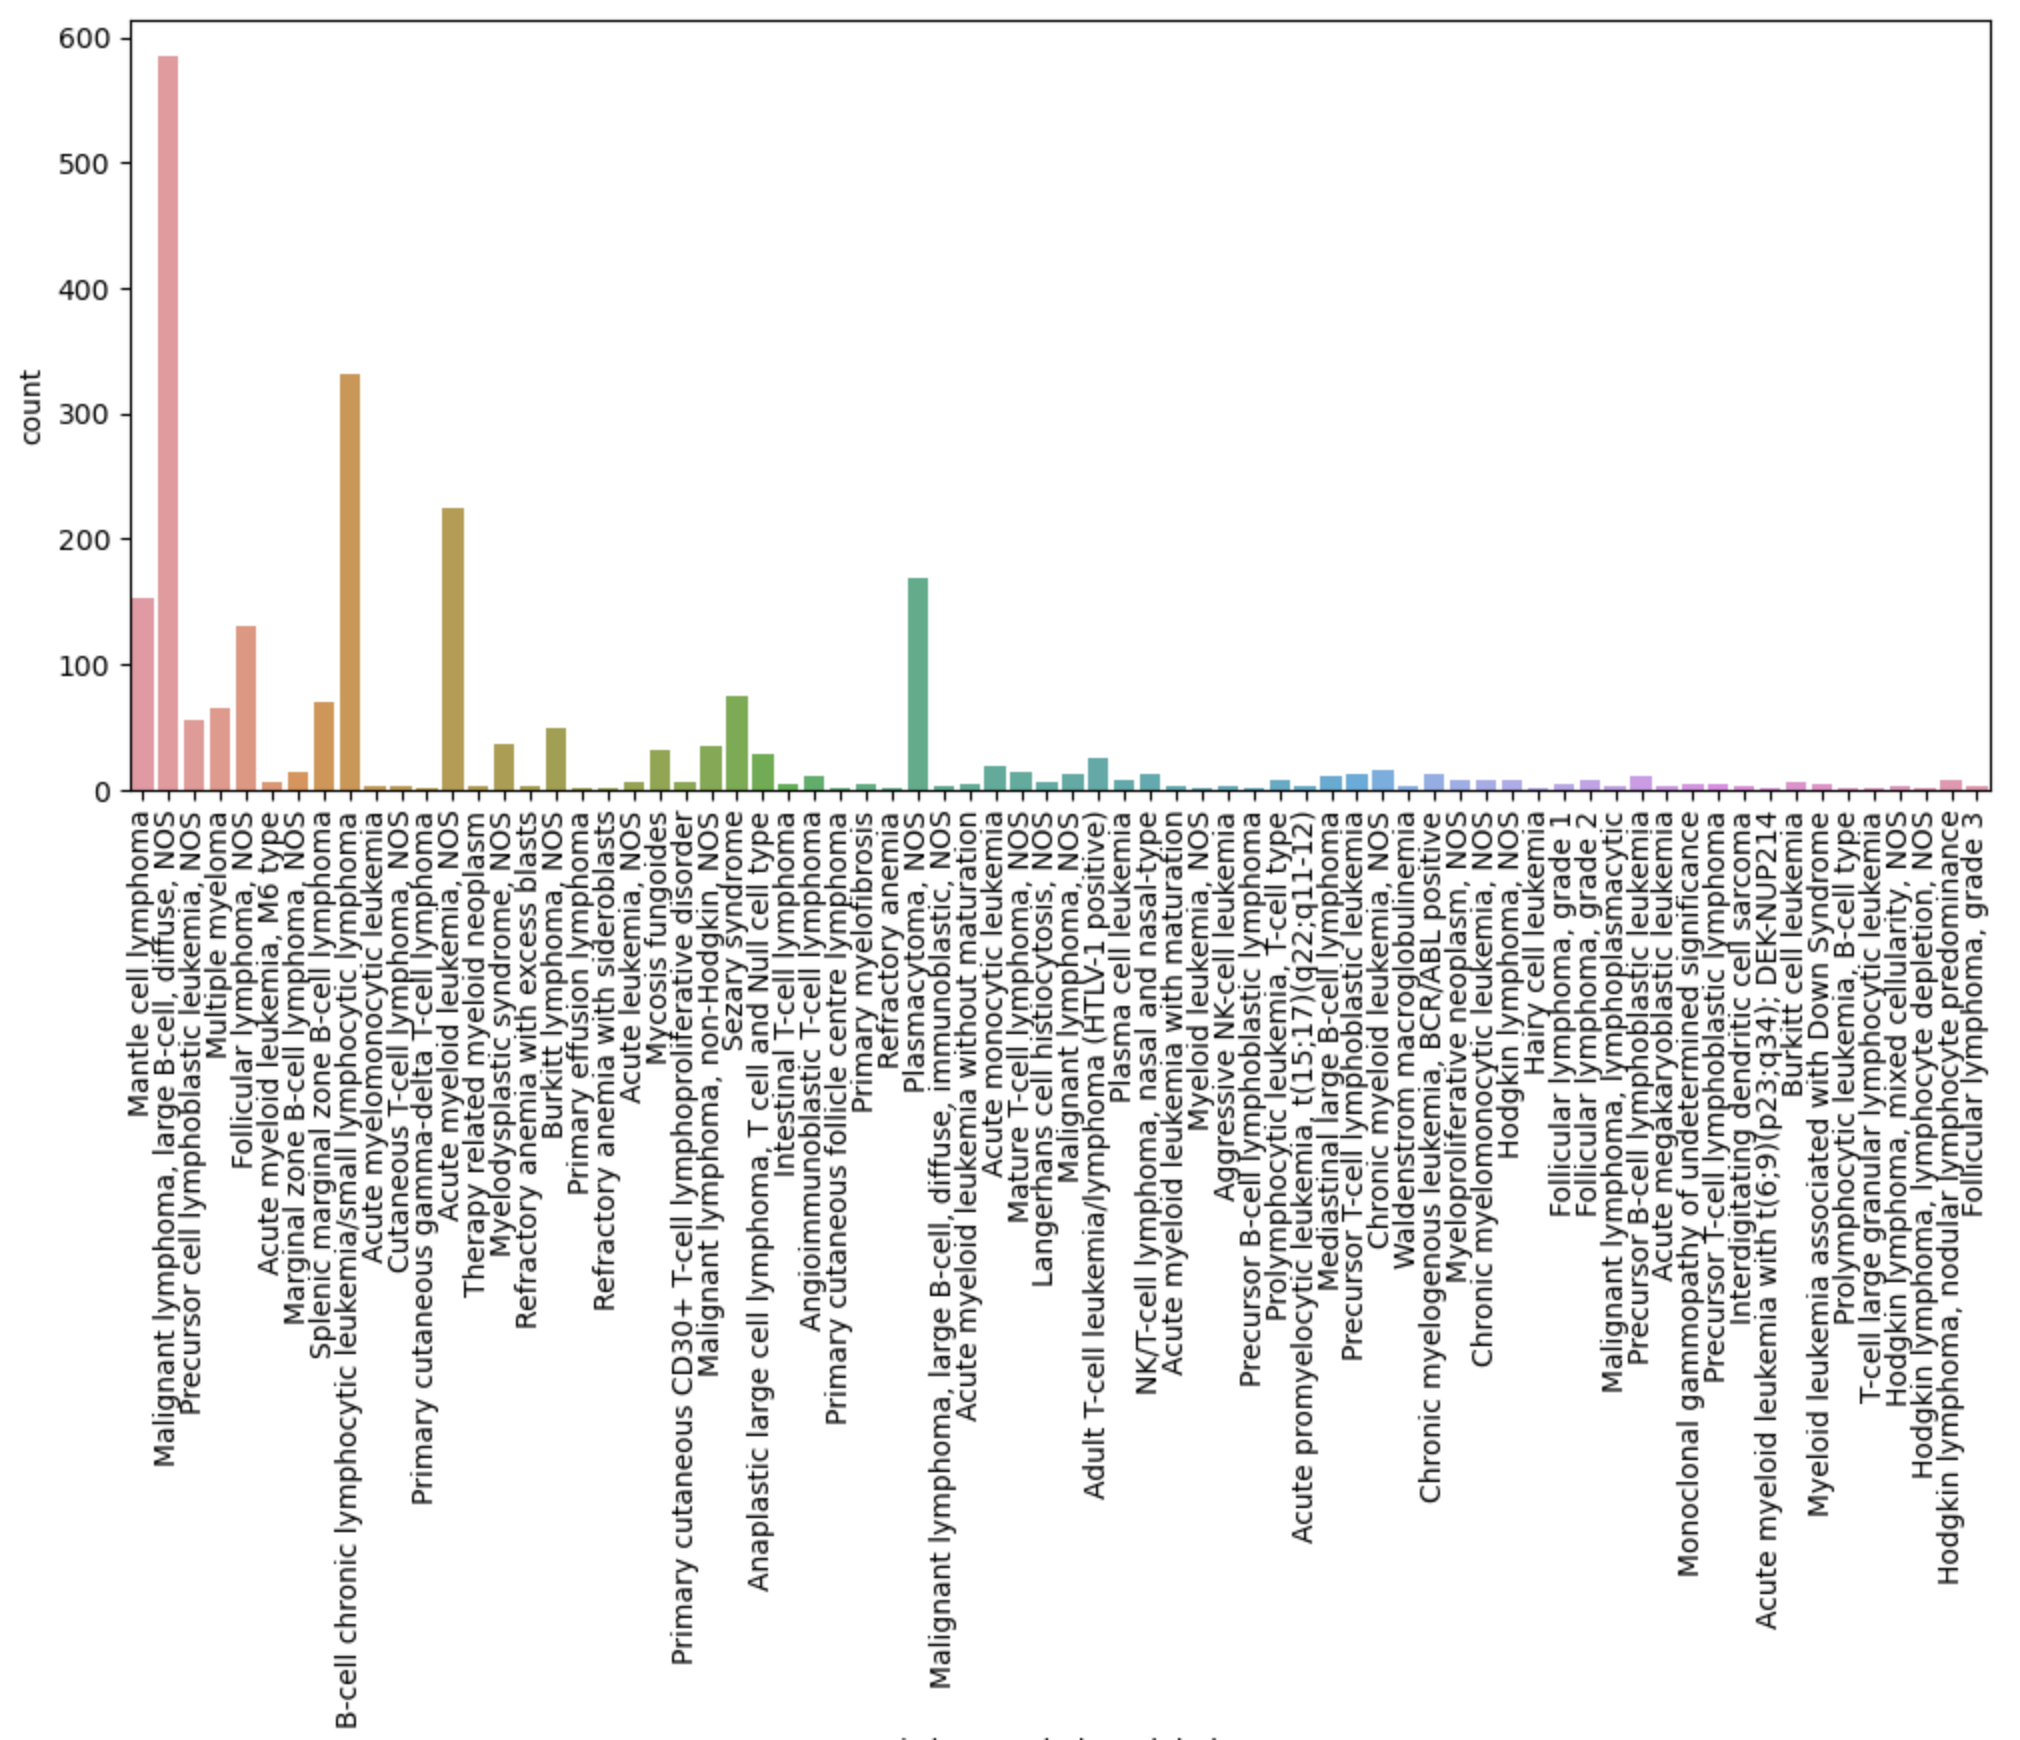 600
500
400
300
200
100
0
count
Mantle cell lymphoma
Malignant lymphoma, large B-cell, diffuse, NOS
Precursor cell lymphoblastic leukemia, NOS
Multiple myeloma
Follicular lymphoma, NOS
Acute myeloid leukemia, M6 type
Marginal zone B-cell lymphoma, NOS
Splenic marginal zone B-cell lymphoma
B-cell chronic lymphocytic leukemia/small lymphocytic lymphoma
Acute myelomonocytic leukemia
Cutaneous T-cell lymphoma, NOS
Primary cutaneous gamma-delta T-cell lymphoma
Acute myeloid leukemia, NOS
Therapy related myeloid neoplasm
Myelodysplastic syndrome, NOS
Refractory anemia with excess blasts
Burkitt lymphoma, NOS
Primary effusion lymphoma
Refractory anemia with sideroblasts
Acute leukemia, NOS
Mycosis fungoides
Primary cutaneous CD30+ T-cell lymphoproliferative disorder
Malignant lymphoma, non-Hodgkin, NOS
Sezary syndrome
Anaplastic large cell lymphoma, T cell and Null cell type
Intestinal T-cell lymphoma
Angioimmunoblastic T-cell lymphoma
Primary cutaneous follicle centre lymphoma
Primary myelofibrosis
Refractory anemia
Plasmacytoma, NOS
Malignant lymphoma, large B-cell, diffuse, immunoblastic, NOS
Acute myeloid leukemia without maturation
Acute monocytic leukemia
Mature T-cell lymphoma, NOS
Langerhans cell histiocytosis, NOS
Malignant lymphoma, NOS
Adult T-cell leukemia/lymphoma (HTLV-1 positive)
Plasma cell leukemia
NK/T-cell lymphoma, nasal and nasal-type
Acute myeloid leukemia with maturation
Myeloid leukemia, NOS
Aggressive NK-cell leukemia
Precursor B-cell lymphoblastic lymphoma
Prolymphocytic leukemia, T-cell type
Acute promyelocytic leukemia, t(15;17)(q22;q11-12)
Mediastinal large B-cell lymphoma
Precursor T-cell lymphoblastic leukemia
Chronic myeloid leukemia, NOS
Waldenstrom macroglobulinemia
Chronic myelogenous leukemia, BCR/ABL positive
Myeloproliferative neoplasm, NOS
Chronic myelomonocytic leukemia, NOS
Hodgkin lymphoma, NOS
Hairy cell leukemia
Follicular lymphoma, grade 1
Follicular lymphoma, grade 2
Malignant lymphoma, lymphoplasmacytic
Precursor B-cell lymphoblastic leukemia
Acute megakaryoblastic leukemia
Monoclonal gammopathy of undetermined significance
Precursor T-cell lymphoblastic lymphoma
Interdigitating dendritic cell sarcoma
Acute myeloid leukemia with t(6;9)(p23;q34); DEK-NUP214
Burkitt cell leukemia
Myeloid leukemia associated with Down Syndrome
Prolymphocytic leukemia, B-cell type
T-cell large granular lymphocytic leukemia
Hodgkin lymphoma, mixed cellularity, NOS
Hodgkin lymphoma, lymphocyte depletion, NOS
Hodgkin lymphoma, nodular lymphocyte predominance
Follicular lymphoma, grade 3